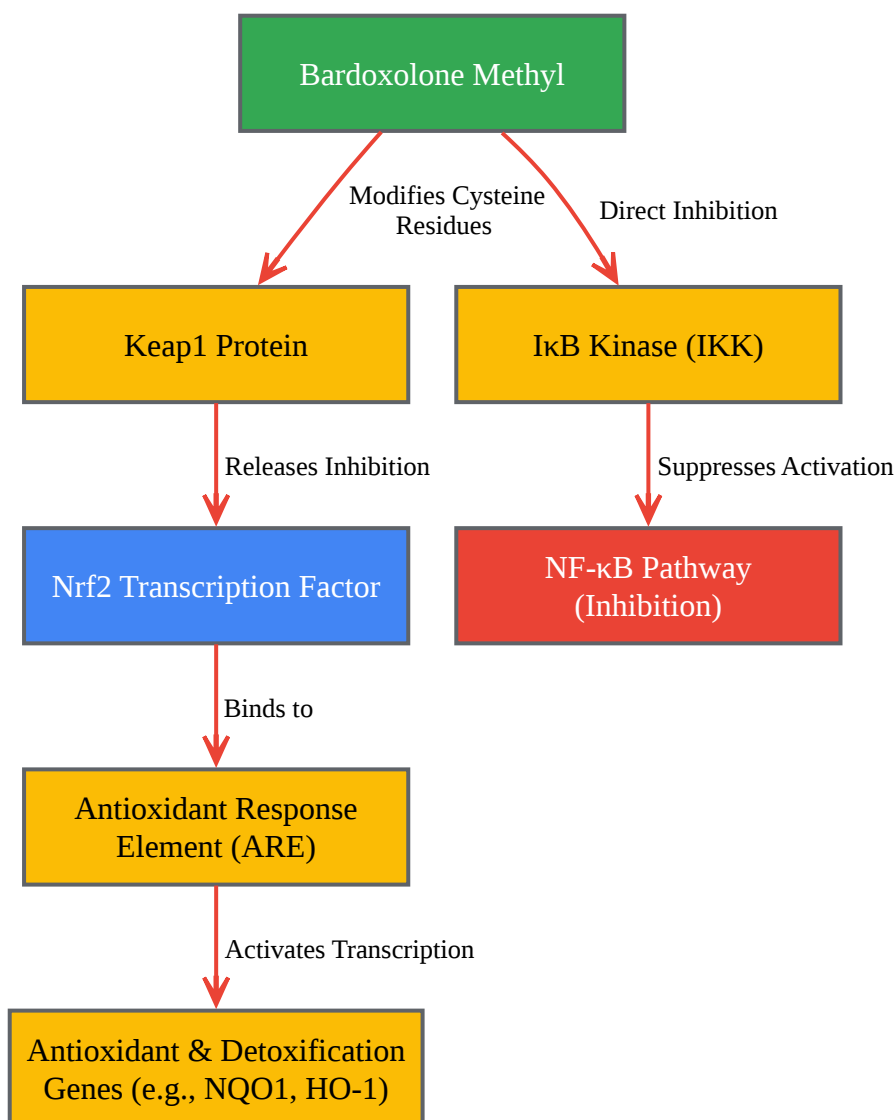 Bardoxolone Methyl
Modifies Cysteine
Residues
Direct Inhibition
Keap1 Protein
IκB Kinase (IKK)
Releases Inhibition
Suppresses Activation
Nrf2 Transcription Factor
NF-κB Pathway
(Inhibition)
Binds to
Antioxidant Response
Element (ARE)
Activates Transcription
Antioxidant & Detoxification
Genes (e.g., NQO1, HO-1)